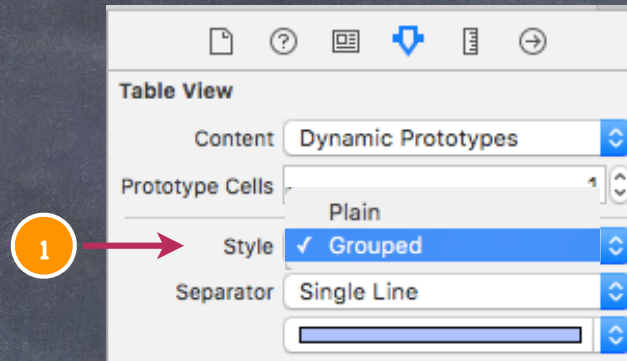 Table View
Content Dynamic Prototypes
Prototype Cells 1
Plain
1 Style ✓ Grouped
Separator Single Line